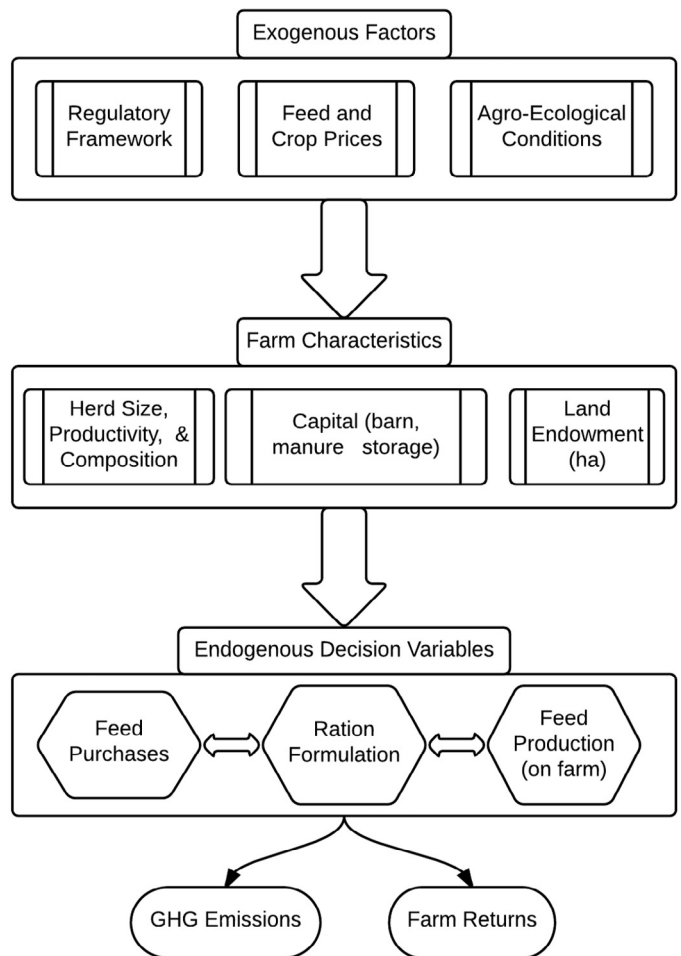 Exogenous Factors
Regulatory
Framework
Feed and
Crop Prices
Agro-Ecological
Conditions
Farm Characteristics
Herd Size,
Productivity, &
Composition
Capital (barn,
manure storage)
Land
Endowment
(ha)
Endogenous Decision Variables
Feed
Purchases
Ration
Formulation
Feed
Production
(on farm)
GHG Emissions
Farm Returns